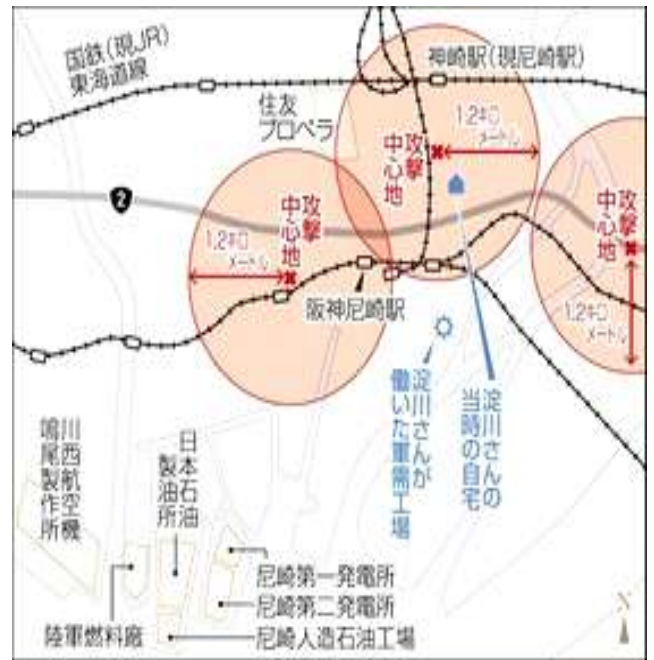 国鉄(現JR)
東海道線
神崎駅(現尼崎駅)
住友
プロペラ
1.2キロ
メートル
攻撃
中心地
2
攻撃
中心地
1.2キロ
メートル
攻撃
中心地
1.2キロ
メートル
阪神尼崎駅
淀川さんが
働いた軍需工場
淀川さんの
当時の自宅
川西航空機
鳴尾製作所
日本石油
製油所
尼崎第一発電所
尼崎第二発電所
尼崎人造石油工場
陸軍燃料廠
N